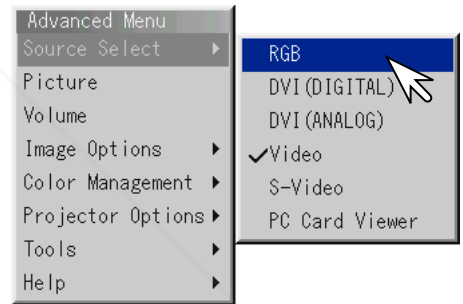 Advanced Menu
Source Select
Picture
Volume
Image Options
Color Management
Projector Options
Tools
Help
RGB
DVI(DIGITAL)
DVI(ANALOG)
Video
S-Video
PC Card Viewer